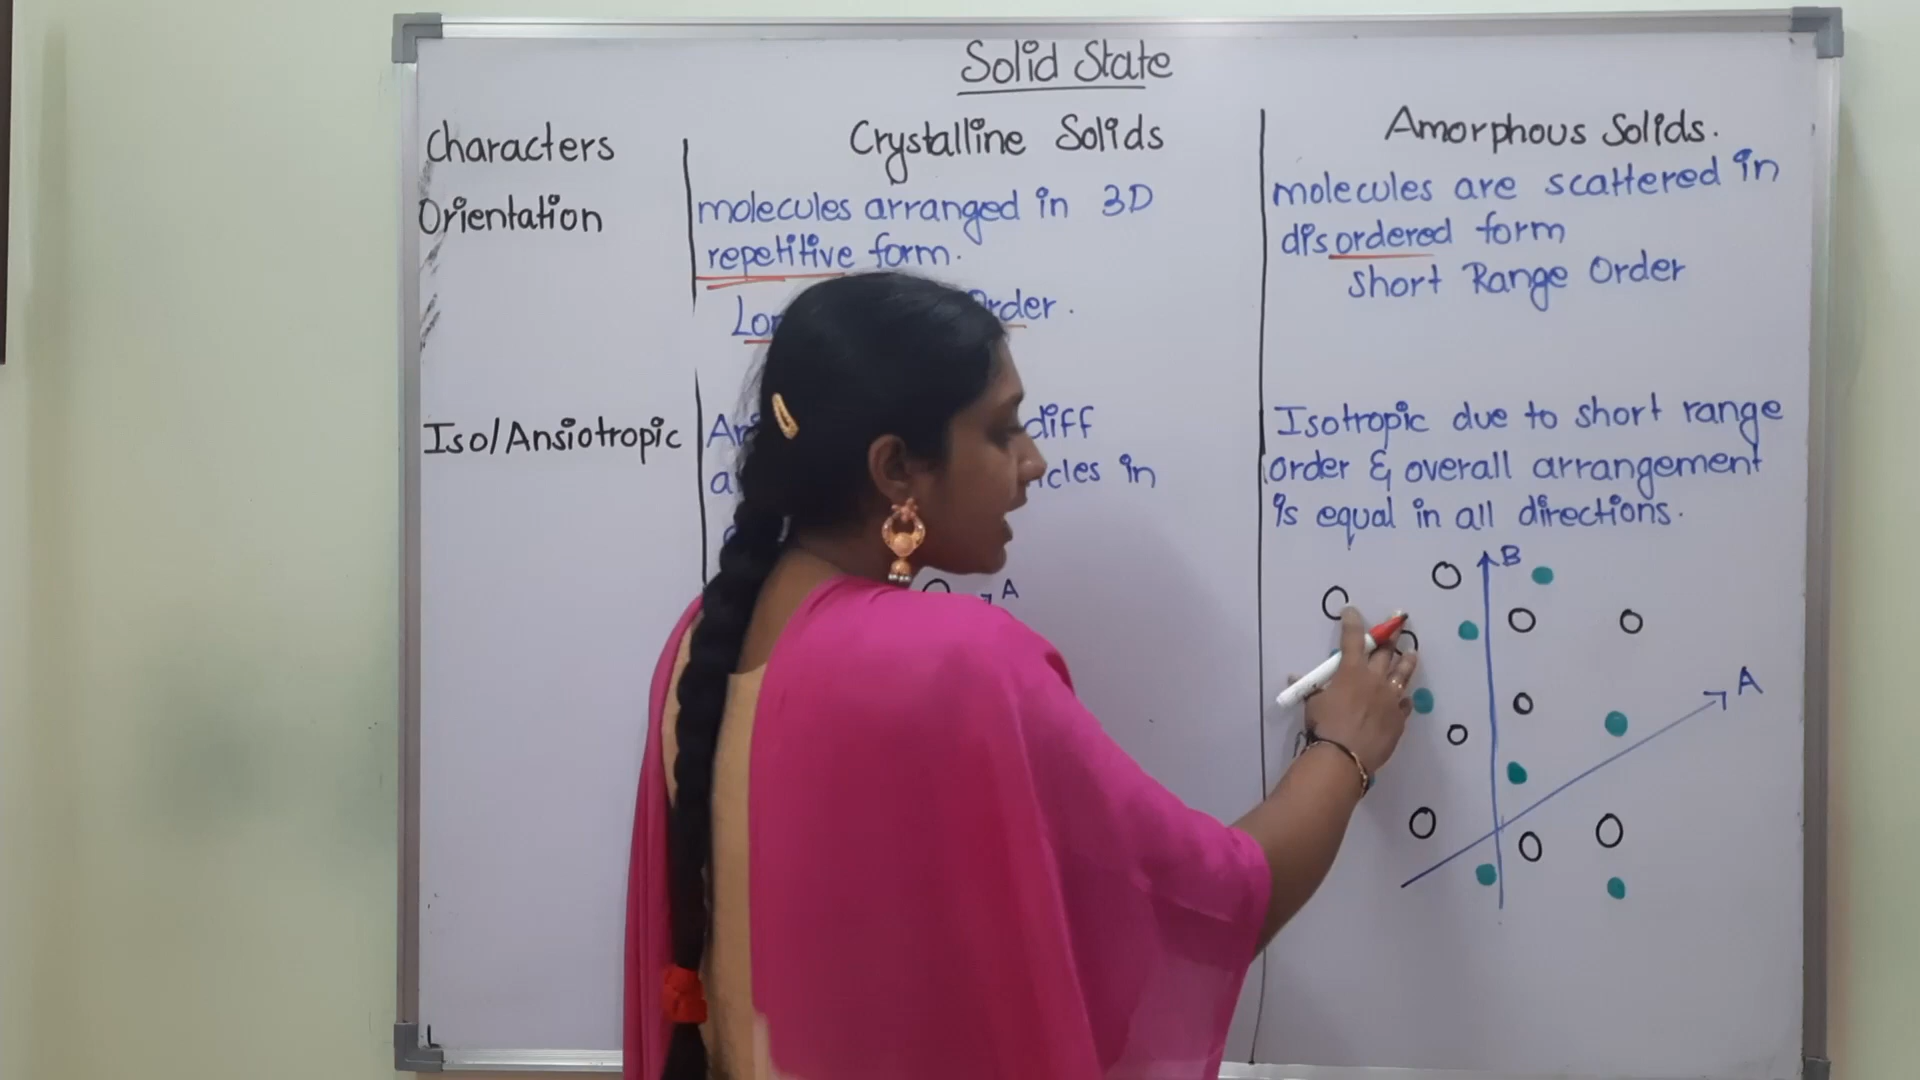 Solid State
Characters
Crystalline Solids
Amorphous Solids.
Orientation
molecules arranged in 3D
repetitive form.
Order.
molecules are scattered in
disordered form
Short Range Order
Iso/Ansiotropic
diff
in
A
Isotropic due to short range
order & overall arrangement
is equal in all directions.
B
A